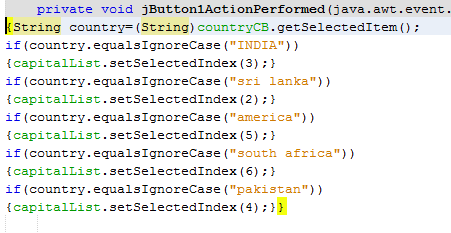 private void jButton1ActionPerformed(java.awt.event.
{String country=(String)countryCB.getSelectedItem();
if(country.equalsIgnoreCase("INDIA"))
{capitalList.setSelectedIndex(3);}
if(country.equalsIgnoreCase("sri lanka"))
{capitalList.setSelectedIndex(2);}
if(country.equalsIgnoreCase("america"))
{capitalList.setSelectedIndex(5);}
if(country.equalsIgnoreCase("south africa"))
{capitalList.setSelectedIndex(6);}
if(country.equalsIgnoreCase("pakistan"))
{capitalList.setSelectedIndex(4);}}